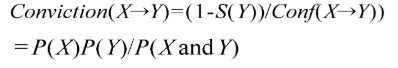 Conviction(X→Y)=(1-S(Y))/Conf(X→Y))
=P(X)P(Y)/P(X and Y)